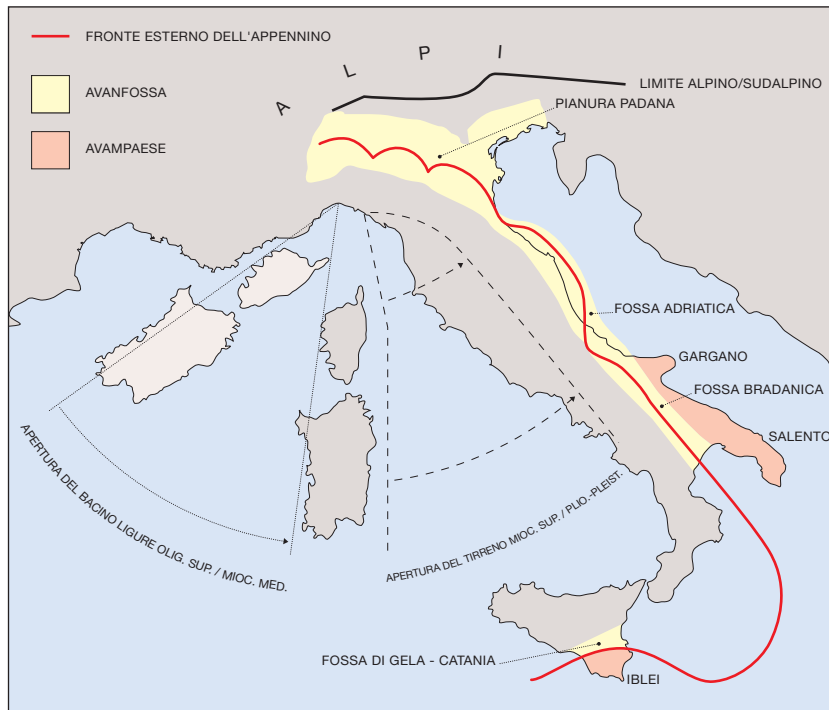 FRONTE ESTERNO DELL'APPENNINO
AVANFOSSA
AVAMPAESE
A L P I
LIMITE ALPINO/SUDALPINO
PIANURA PADANA
FOSSA ADRIATICA
GARGANO
FOSSA BRADANICA
SALENTO
APERTURA DEL BACINO LIGURE OLIG. SUP. / MIOC. MED.
APERTURA DEL TIRRENO MIOC. SUP. / PLIO.-PLEIST.
FOSSA DI GELA - CATANIA
IBLEI